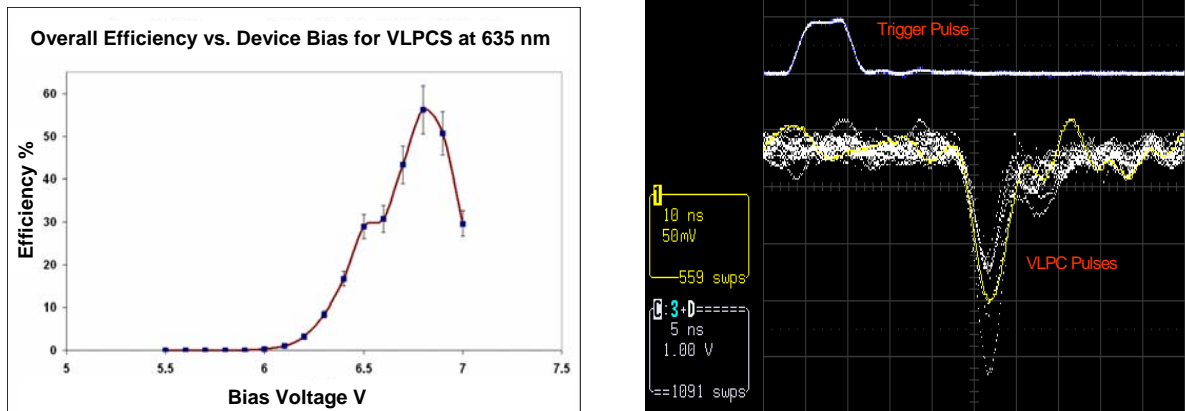 Overall Efficiency vs. Device Bias for VLPCS at 635 nm
Efficiency %
60
50
40
30
20
10
0
5
5.5
6
6.5
7
7.5
Bias Voltage V
Trigger Pulse
1
10 ns
50mV
559 swps
C:3+D======
5 ns
1.00 V
==1091 swps
VLPC Pulses